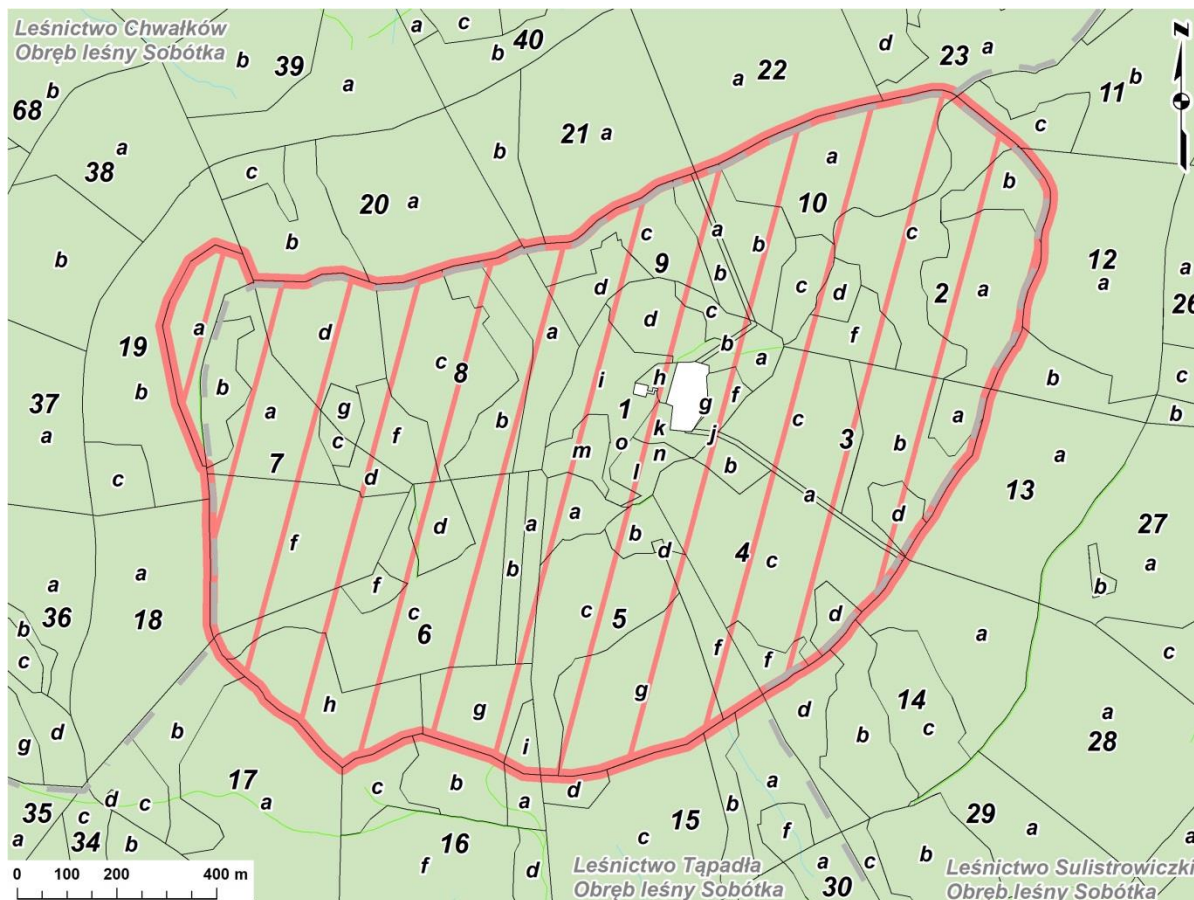 Leśnictwo Chwałków
Obręb leśny Sobótka
a c 40
b
39 b
a
d 23 a
22
a
11 b
c
68 b
a
38
21 a
b
c
20 a
b
b
a
10
b
c
9 a
c
b
b
12
a
a
26
d
d
c
c d
2 a
a
19
b
b
d
a
c
8
a
i
h
b
a
f
b
c
b
37
a
g
c
f
b
1
k
g
f
j
c
3
b
a
7
d
m
o
l
n
b
a
13
a
c
a
d
a
a
b
d
27
a
b
f
f
b
b
d
4
c
a
36
b
c
a
18
c
6
c
5
d
a
f
f
c
g
d
h
g
g
i
d
14
b
c
a
28
b
17
a
c
b
a
d
a
b
35
a
d
c
c
34
b
16
f
d
c
15
f
a
30
c
b
29
a
a
0 100 200 400 m
Leśnictwo Tąpadła
Obręb leśny Sobótka
Leśnictwo Sulistrowiczki
Obręb leśny Sobótka